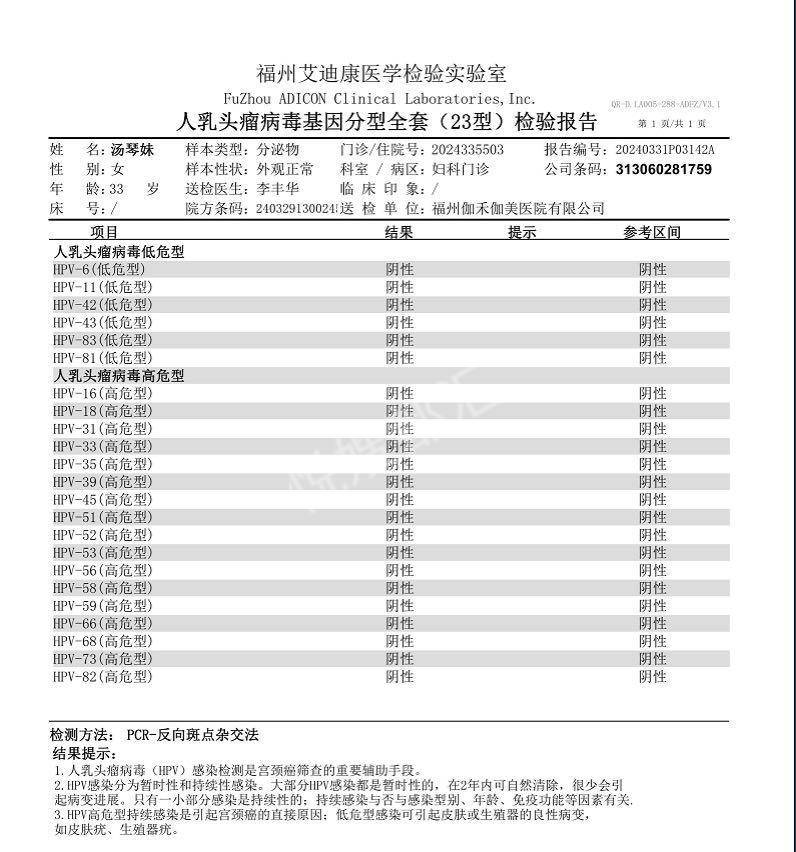 福州艾迪康医学检验实验室
FuZhou ADICON Clinical Laboratories,Inc.
QR-D.LA005-288-ADFZ/V3.1
人乳头瘤病毒基因分型全套（23型）检验报告
第 1 页/共 1 页
姓 名：汤琴妹 样本类型：分泌物 门诊/住院号：2024335503 报告编号：20240331P03142A
性 别：女 样本性状：外观正常 科室 / 病区：妇科门诊 公司条码：313060281759
年 龄：33 岁 送检医生：李丰华 临 床 印 象：/
床 号：/ 院方条码：240329130024 送 检 单 位：福州伽禾伽美医院有限公司
项目 结果 提示 参考区间
人乳头瘤病毒低危型
HPV-6(低危型) 阴性 阴性
HPV-11(低危型) 阴性 阴性
HPV-42(低危型) 阴性 阴性
HPV-43(低危型) 阴性 阴性
HPV-83(低危型) 阴性 阴性
HPV-81(低危型) 阴性 阴性
人乳头瘤病毒高危型
HPV-16(高危型) 阴性 阴性
HPV-18(高危型) 阴性 阴性
HPV-31(高危型) 阴性 阴性
HPV-33(高危型) 阴性 阴性
HPV-35(高危型) 阴性 阴性
HPV-39(高危型) 阴性 阴性
HPV-45(高危型) 阴性 阴性
HPV-51(高危型) 阴性 阴性
HPV-52(高危型) 阴性 阴性
HPV-53(高危型) 阴性 阴性
HPV-56(高危型) 阴性 阴性
HPV-58(高危型) 阴性 阴性
HPV-59(高危型) 阴性 阴性
HPV-66(高危型) 阴性 阴性
HPV-68(高危型) 阴性 阴性
HPV-73(高危型) 阴性 阴性
HPV-82(高危型) 阴性 阴性
检测方法： PCR-反向斑点杂交法
结果提示：
1.人乳头瘤病毒（HPV）感染检测是宫颈癌筛查的重要辅助手段。
2.HPV感染分为暂时性和持续性感染。大部分HPV感染都是暂时性的，在2年内可自然清除，很少会引
起病变进展。只有一小部分感染是持续性的；持续感染与否与感染型别、年龄、免疫功能等因素有关.
3.HPV高危型持续感染是引起宫颈癌的直接原因；低危型感染可引起皮肤或生殖器的良性病变，
如皮肤疣、生殖器疣。